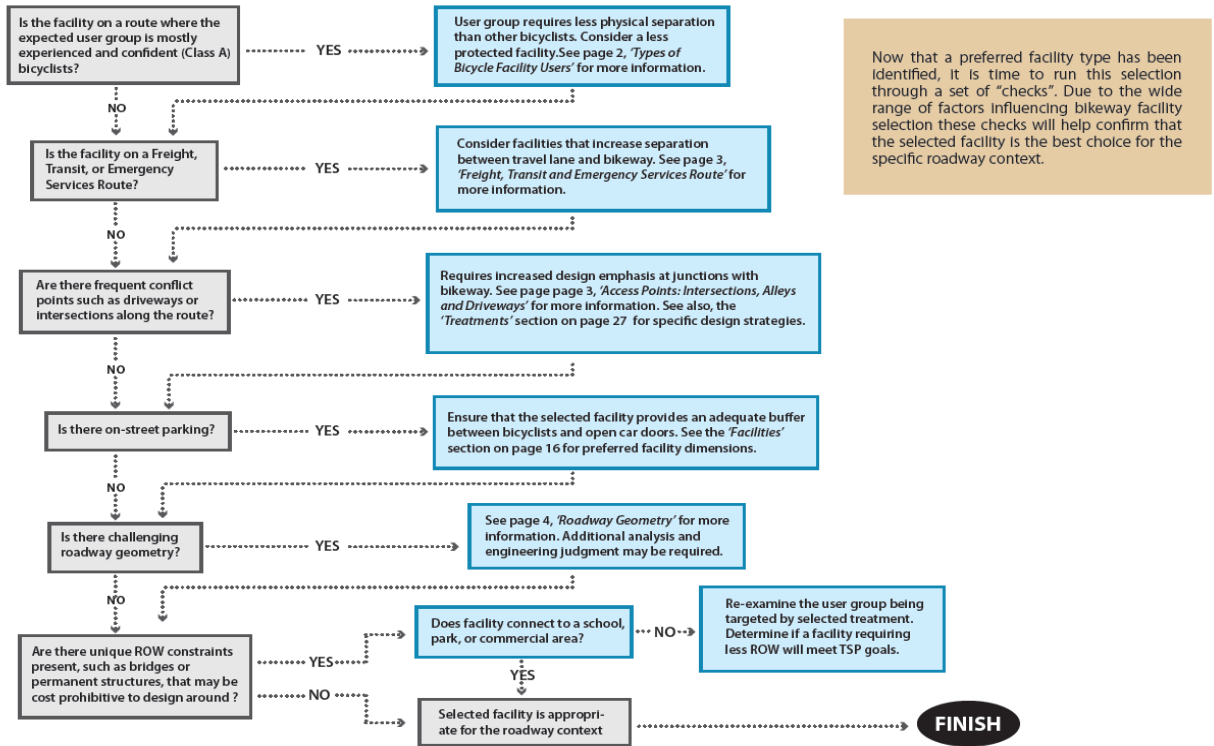 Is the facility on a route where the
expected user group is mostly
experienced and confident (Class A)
bicyclists?
YES
User group requires less physical separation
than other bicyclists. Consider a less
protected facility.See page 2, ‘Types of
Bicycle Facility Users’ for more information.
Now that a preferred facility type has been
identified, it is time to run this selection
through a set of “checks”. Due to the wide
range of factors influencing bikeway facility
selection these checks will help confirm that
the selected facility is the best choice for the
specific roadway context.
NO
Is the facility on a Freight,
Transit, or Emergency
Services Route?
YES
Consider facilities that increase separation
between travel lane and bikeway. See page 3,
‘Freight, Transit and Emergency Services Route’ for
more information.
NO
Are there frequent conflict
points such as driveways or
intersections along the route?
YES
Requires increased design emphasis at junctions with
bikeway. See page page 3, ‘Access Points: Intersections, Alleys
and Driveways’ for more information. See also, the
‘Treatments’ section on page 27 for specific design strategies.
NO
Is there on-street parking?
YES
Ensure that the selected facility provides an adequate buffer
between bicyclists and open car doors. See the ‘Facilities’
section on page 16 for preferred facility dimensions.
NO
Is there challenging
roadway geometry?
YES
See page 4, ‘Roadway Geometry’ for more
information. Additional analysis and
engineering judgment may be required.
NO
Are there unique ROW constraints
present, such as bridges or
permanent structures, that may be
cost prohibitive to design around ?
YES
Does facility connect to a school,
park, or commercial area?
NO
Re-examine the user group being
targeted by selected treatment.
Determine if a facility requiring
less ROW will meet TSP goals.
YES
NO
Selected facility is appropri-
ate for the roadway context
FINISH